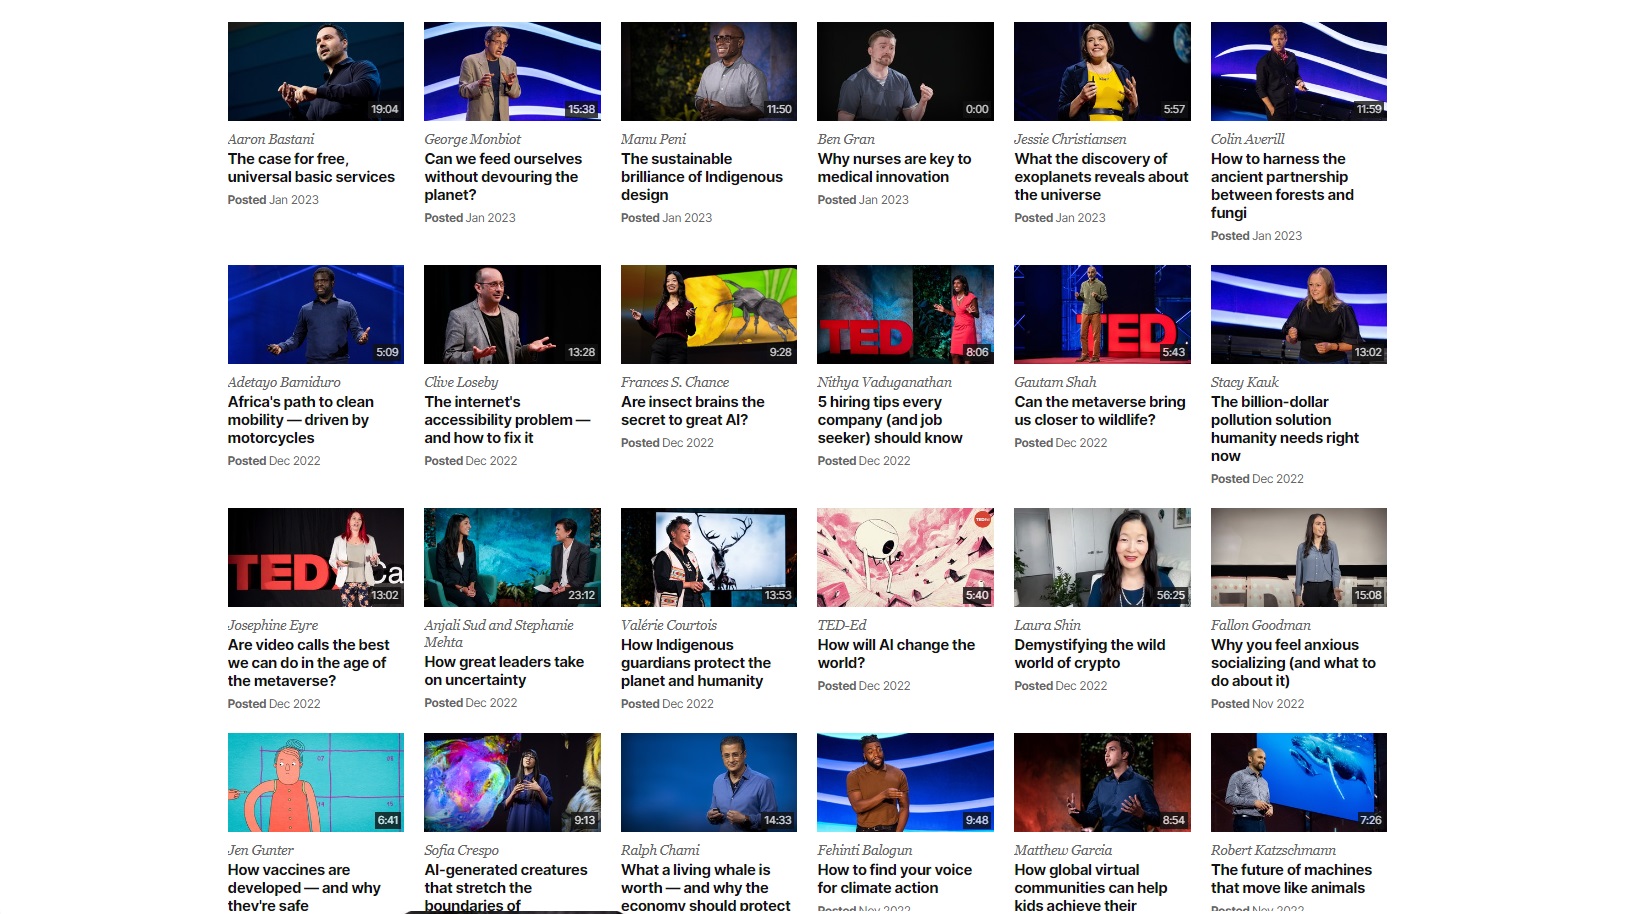 19:04
Aaron Bastani
The case for free,
universal basic services
Posted Jan 2023
15:38
George Monbiot
Can we feed ourselves
without devouring the
planet?
Posted Jan 2023
11:50
Manu Peni
The sustainable
brilliance of Indigenous
design
Posted Jan 2023
0:00
Ben Gran
Why nurses are key to
medical innovation
Posted Jan 2023
5:57
Jessie Christiansen
What the discovery of
exoplanets reveals about
the universe
Posted Jan 2023
11:59
Colin Averill
How to harness the
ancient partnership
between forests and
fungi
Posted Jan 2023
5:09
Adetayo Bamiduro
Africa's path to clean
mobility — driven by
motorcycles
Posted Dec 2022
13:28
Clive Loseby
The internet's
accessibility problem —
and how to fix it
Posted Dec 2022
9:28
Frances S. Chance
Are insect brains the
secret to great AI?
Posted Dec 2022
TED
8:06
Nithya Vaduganathan
5 hiring tips every
company (and job
seeker) should know
Posted Dec 2022
TED
5:43
Gautam Shah
Can the metaverse bring
us closer to wildlife?
Posted Dec 2022
13:02
Stacy Kauk
The billion-dollar
pollution solution
humanity needs right
now
Posted Dec 2022
TEDx Ca
13:02
Josephine Eyre
Are video calls the best
we can do in the age of
the metaverse?
Posted Dec 2022
23:12
Anjali Sud and Stephanie
Mehta
How great leaders take
on uncertainty
Posted Dec 2022
13:53
Valérie Courtois
How Indigenous
guardians protect the
planet and humanity
Posted Dec 2022
5:40
TED-Ed
How will AI change the
world?
Posted Dec 2022
56:25
Laura Shin
Demystifying the wild
world of crypto
Posted Dec 2022
15:08
Fallon Goodman
Why you feel anxious
socializing (and what to
do about it)
Posted Nov 2022
07
14
15
6:41
Jen Gunter
How vaccines are
developed — and why
they're safe
9:13
Sofia Crespo
AI-generated creatures
that stretch the
boundaries of
14:33
Ralph Chami
What a living whale is
worth — and why the
economy should protect
9:48
Fehinti Balogun
How to find your voice
for climate action
Posted Nov 2022
8:54
Matthew Garcia
How global virtual
communities can help
kids achieve their
7:26
Robert Katzschmann
The future of machines
that move like animals
Posted Nov 2022